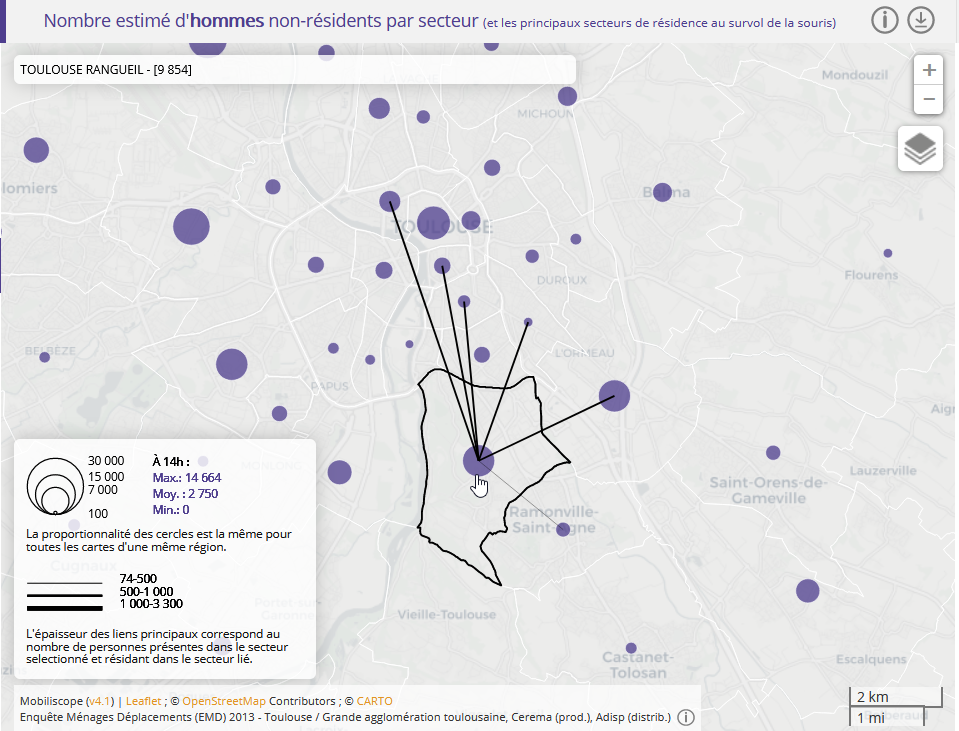 Nombre estimé d'hommes non-résidents par secteur (et les principaux secteurs de résidence au survol de la souris)
TOULOUSE RANGUEIL - [9 854]
Mondouzil
MICHOUN
lomiers
Balma
TOULOUSE
Flourens
DUROUX
BELBÈZE
L'ORMEAU
PAPUS
Aig
Lauzerville
Saint-Orens-de-
Gameville
Ramonville-
Saint-Agne
Cugnaux
Portet-sur-
Garonne
Vieille-Toulouse
Castanet-
Tolosan
Escalquens
30 000
15 000
7 000
100
À 14h :
Max.: 14 664
Moy. : 2 750
Min.: 0
La proportionnalité des cercles est la même pour
toutes les cartes d'une même région.
74-500
500-1 000
1 000-3 300
L'épaisseur des liens principaux correspond au
nombre de personnes présentes dans le secteur
selectionné et résidant dans le secteur lié.
Mobiliscope (v4.1) | Leaflet ; © OpenStreetMap Contributors ; © CARTO
Enquête Ménages Déplacements (EMD) 2013 - Toulouse / Grande agglomération toulousaine, Cerema (prod.), Adisp (distrib.)
2 km
1 mi